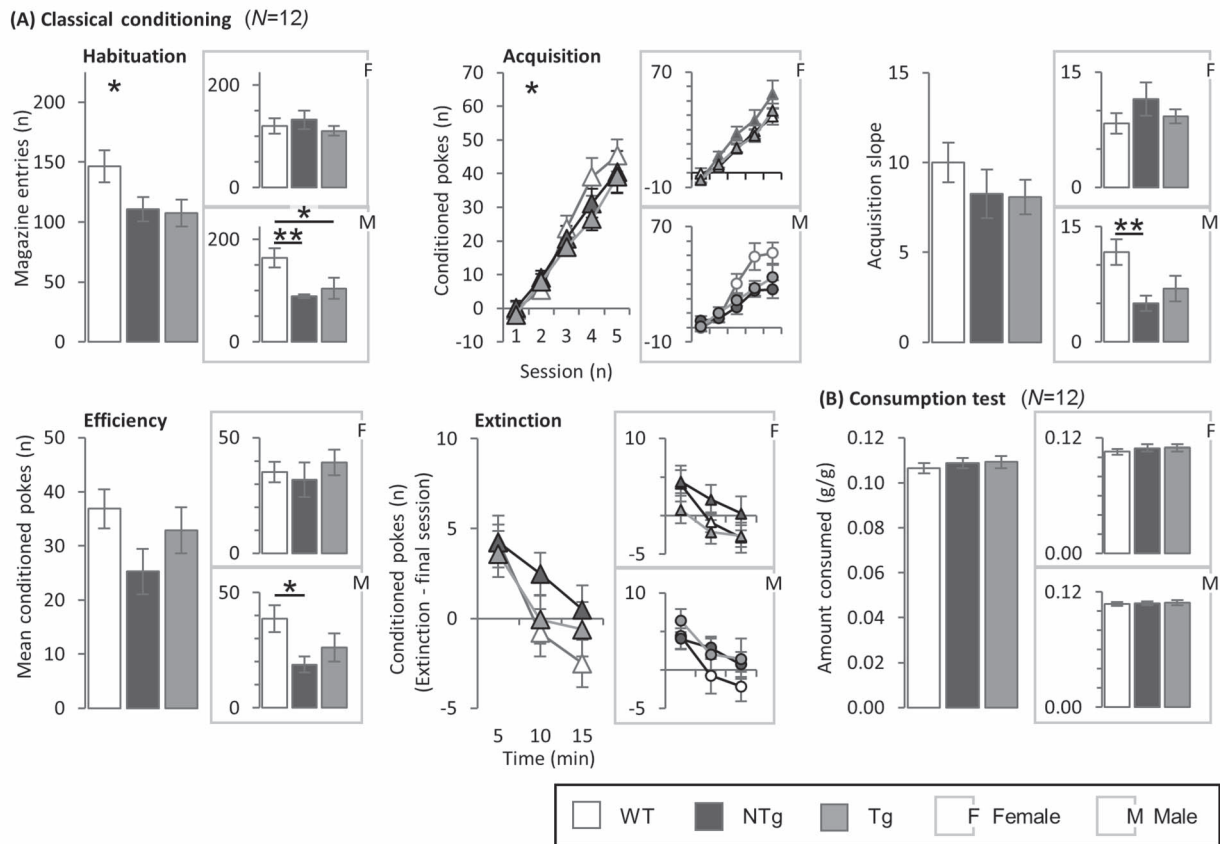 (A) Classical conditioning (N=12)
Habituation
Magazine entries (n)
200
150
100
50
0
*
F
200
0
M
200
0
**
*
Acquisition
Conditioned pokes (n)
70
60
50
40
30
20
10
0
-10
*
1 2 3 4 5
Session (n)
F
70
-10
M
70
-10
Acquisition slope
15
10
5
0
F
15
0
M
15
0
**
Efficiency
Mean conditioned pokes (n)
50
40
30
20
10
0
F
50
0
M
50
0
*
Extinction
Conditioned pokes (n)
(Extinction - final session)
10
5
0
-5
5 10 15
Time (min)
F
10
-5
M
10
-5
(B) Consumption test (N=12)
Amount consumed (g/g)
0.12
0.10
0.08
0.06
0.04
0.02
0.00
F
0.12
0.00
M
0.12
0.00
WT NTg Tg F Female M Male